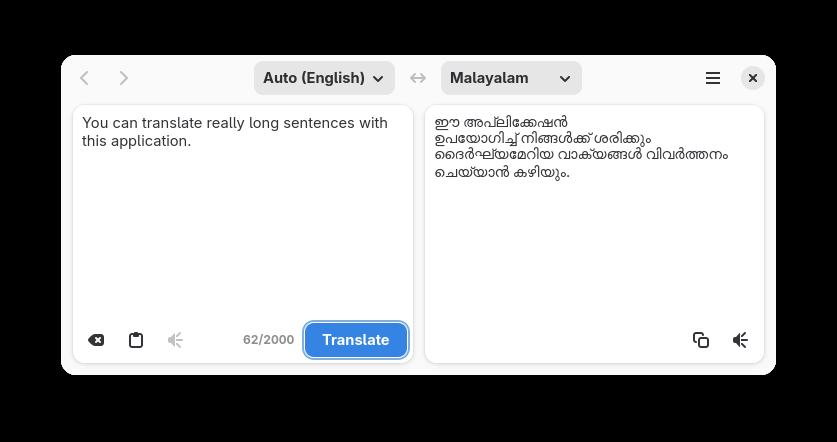 Auto (English) Malayalam
You can translate really long sentences with
this application.
ഈ അപ്ലിക്കേഷൻ
ഉപയോഗിച്ച് നിങ്ങൾക്ക് ശരിക്കും
ദൈർഘ്യമേറിയ വാക്യങ്ങൾ വിവർത്തനം
ചെയ്യാൻ കഴിയും.
62/2000 Translate